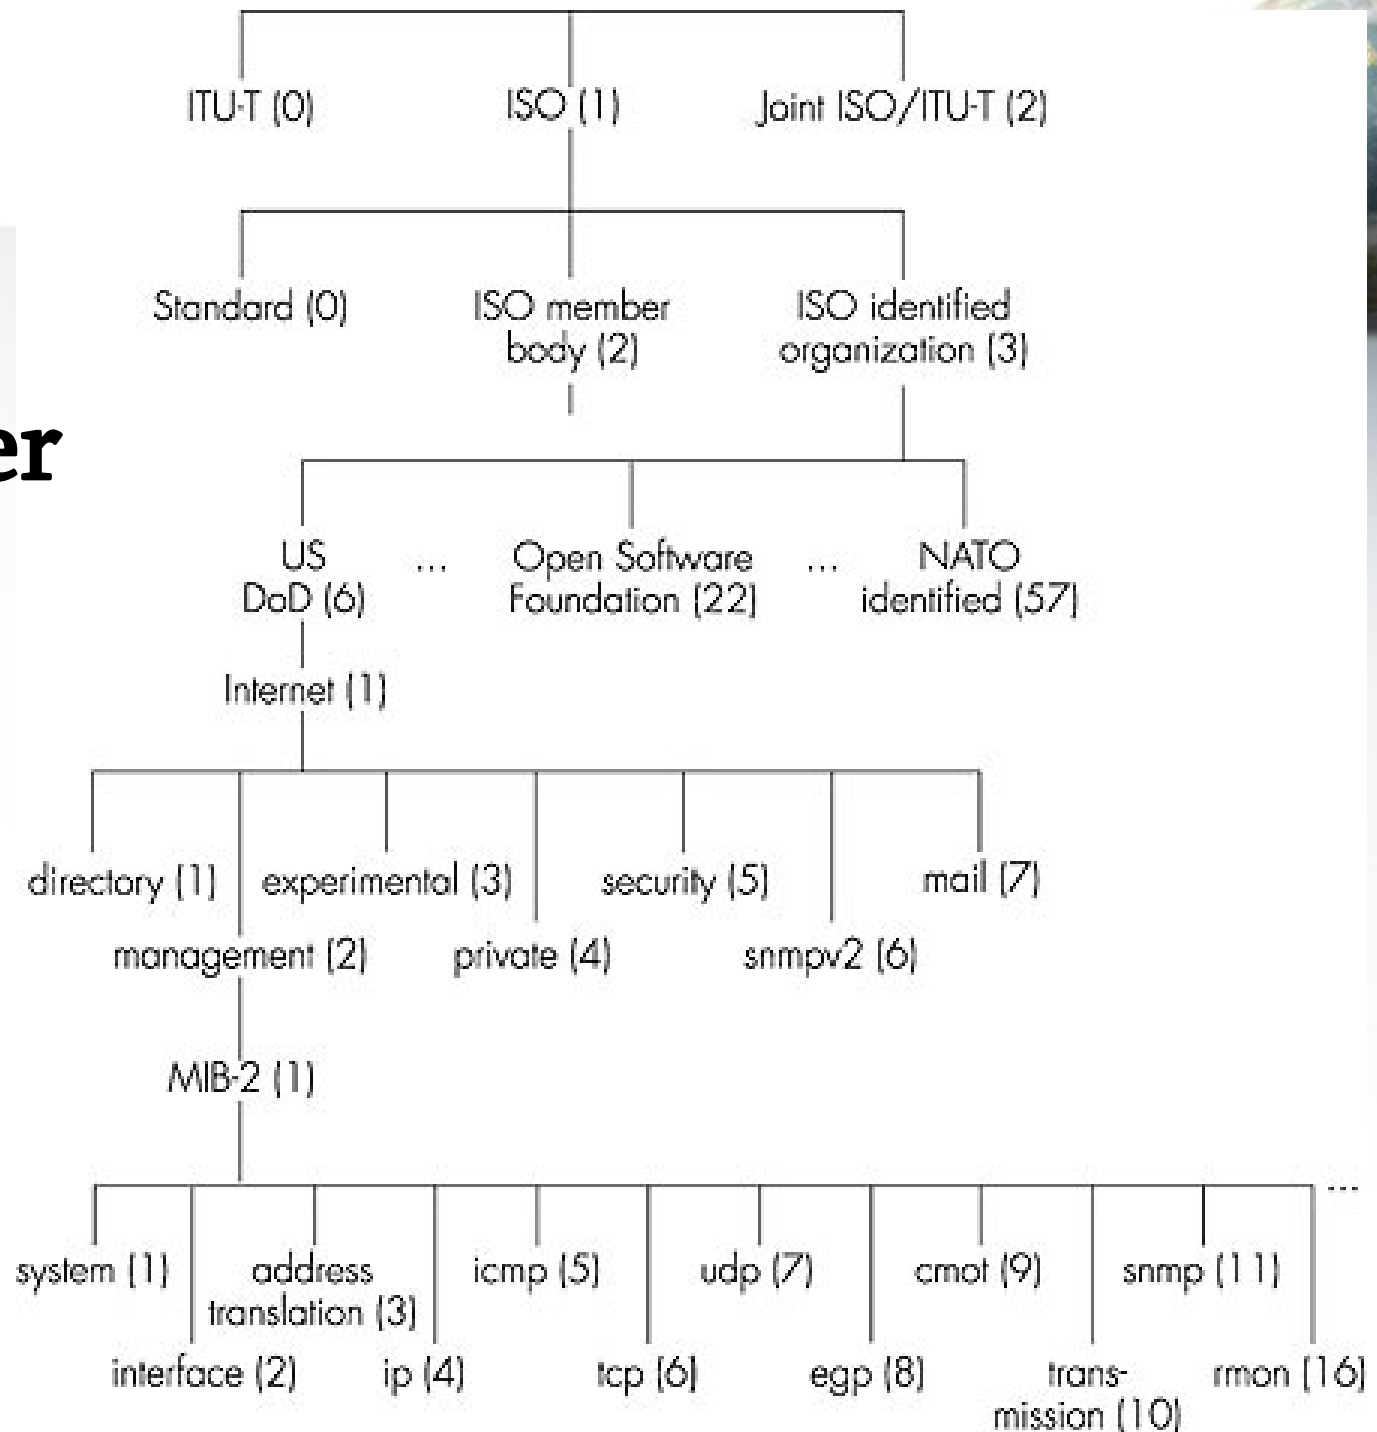 ITU-T (0) ISO (1) Joint ISO/ITU-T (2)
Standard (0) ISO member body (2) ISO identified organization (3)
er
US DoD (6) ... Open Software Foundation (22) ... NATO identified (57)
Internet (1)
directory (1) experimental (3) security (5) mail (7)
management (2) private (4) snmpv2 (6)
MIB-2 (1)
...
system (1) address translation (3) icmp (5) udp (7) cmot (9) snmp (11)
interface (2) ip (4) tcp (6) egp (8) trans-
mission (10) rmon (16)